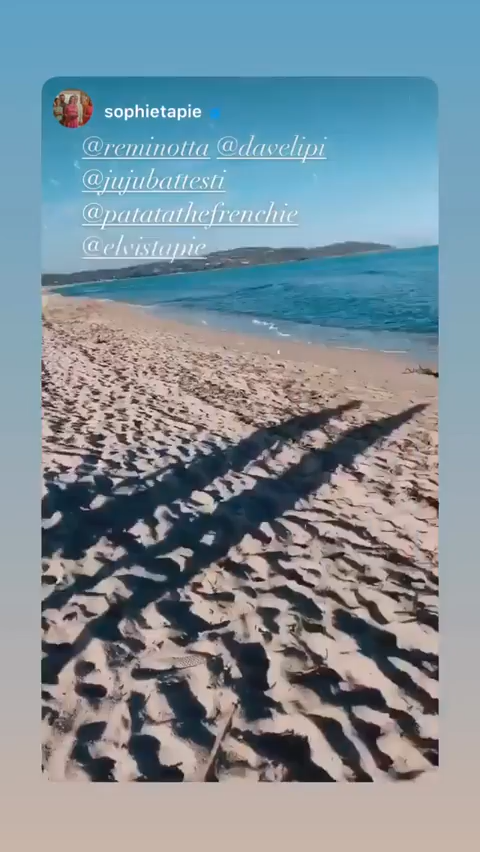 sophietapie
@reminotta @davelipi
@jujubattesti
@patatathefrenchie
@elvistapie